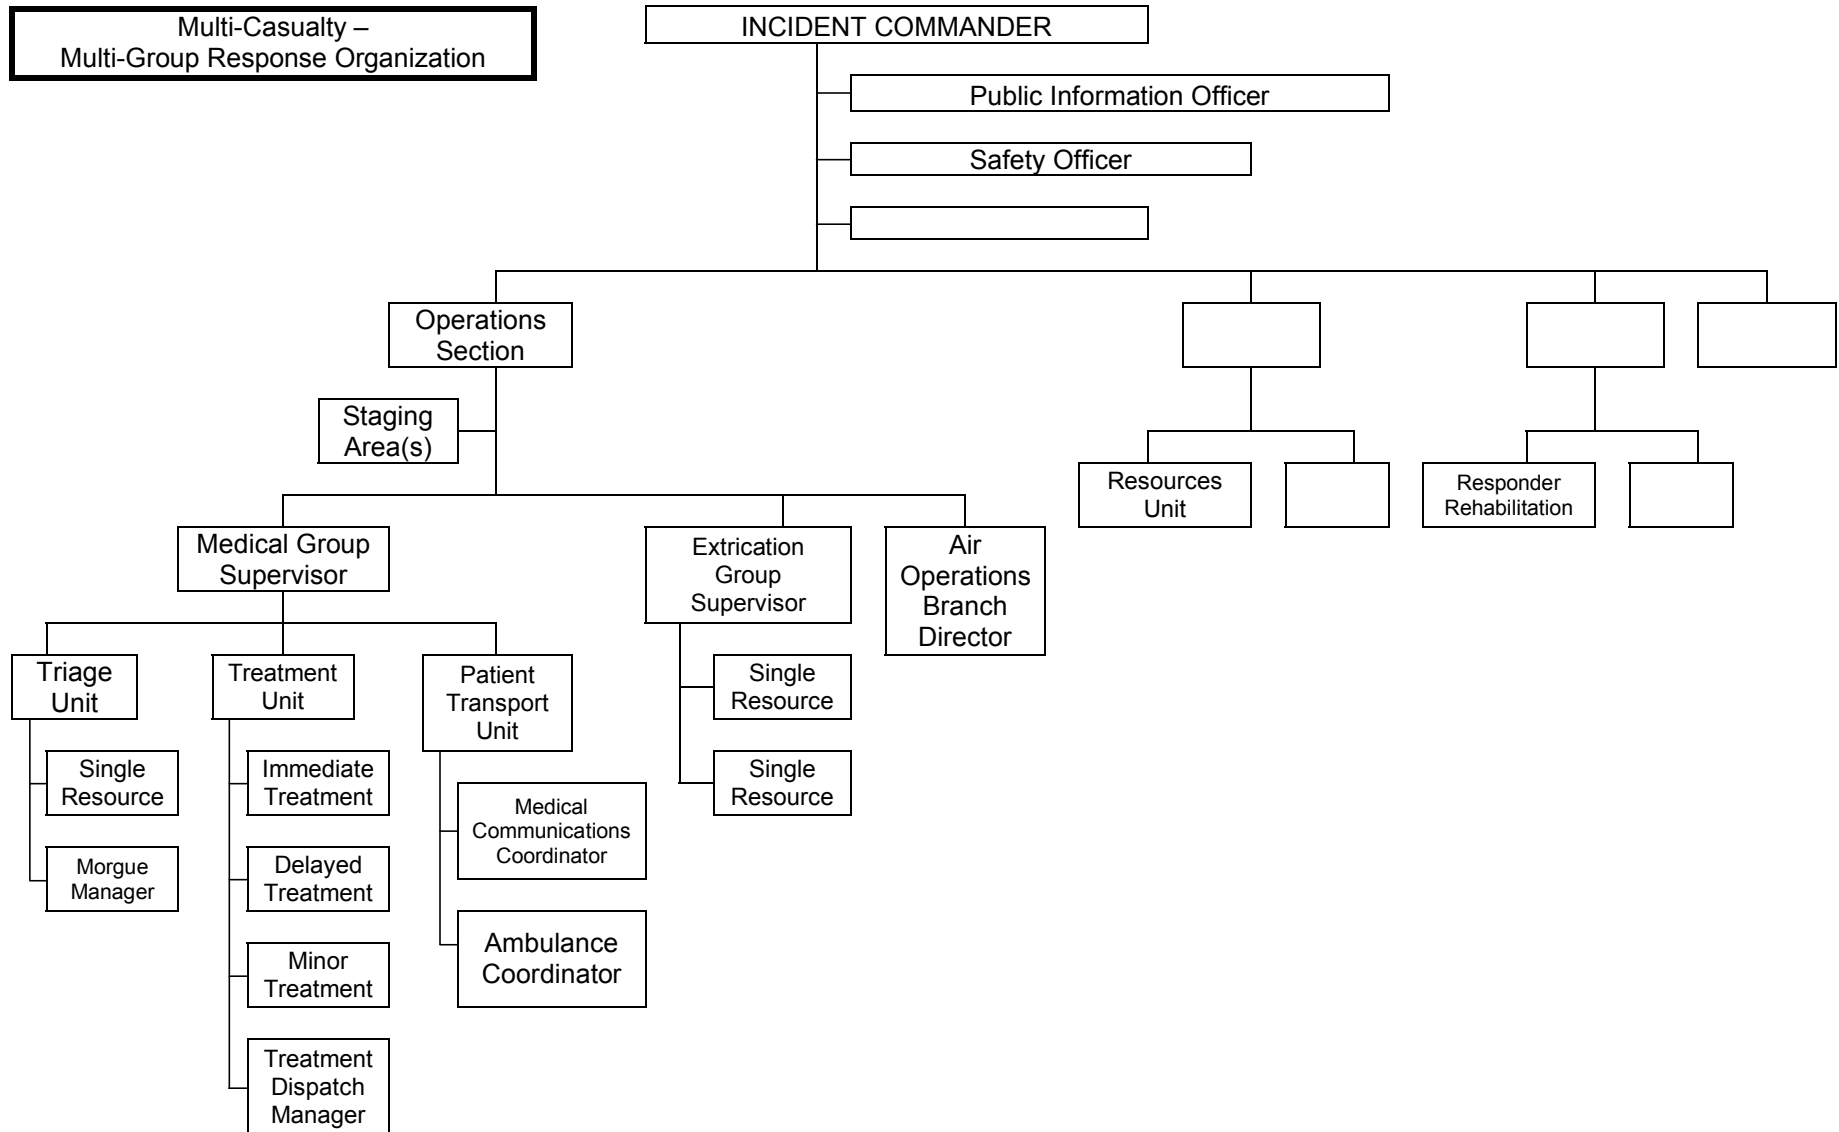 Multi-Casualty –
Multi-Group Response Organization
INCIDENT COMMANDER
Public Information Officer
Safety Officer
Operations
Section
Staging
Area(s)
Resources
Unit
Responder
Rehabilitation
Medical Group
Supervisor
Extrication
Group
Supervisor
Air
Operations
Branch
Director
Triage
Unit
Treatment
Unit
Patient
Transport
Unit
Single
Resource
Single
Resource
Immediate
Treatment
Single
Resource
Medical
Communications
Coordinator
Morgue
Manager
Delayed
Treatment
Ambulance
Coordinator
Minor
Treatment
Treatment
Dispatch
Manager